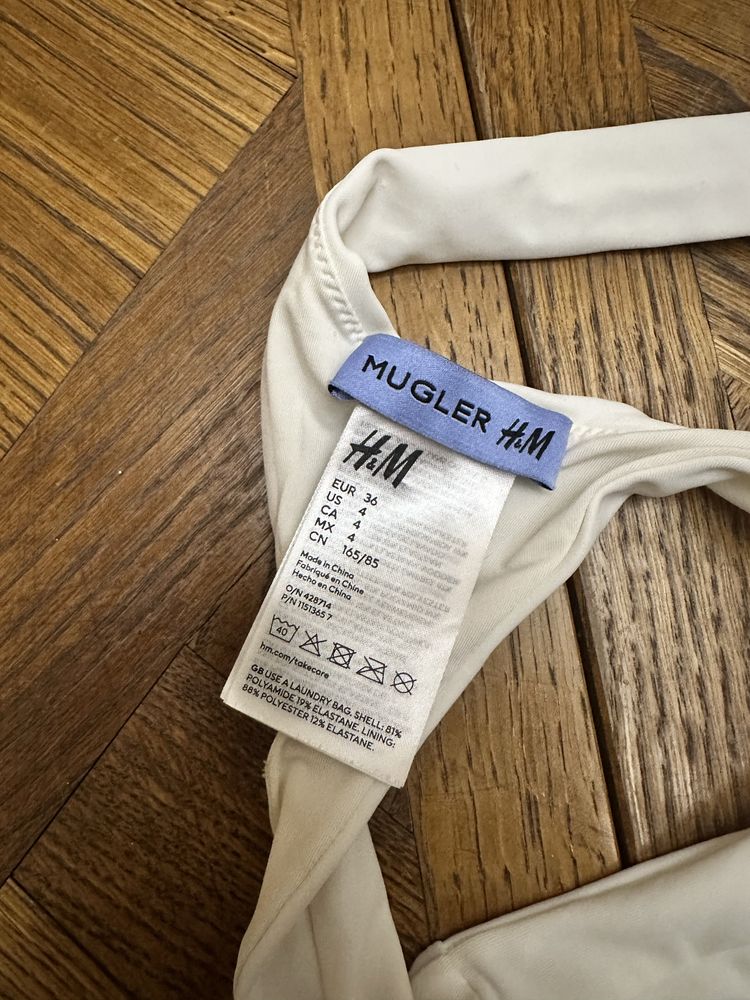 MUGLER H&M
H&M
EUR 36
US 4
CA 4
MX 4
CN 165/85
Made in China
Fabriqué en Chine
Hecho en China
O/N 428714
P/N 1151365 7
40
hm.com/takecare
GB USE A LAUNDRY BAG. SHELL: 81%
POLYAMIDE 19% ELASTANE. LINING:
88% POLYESTER 12% ELASTANE.